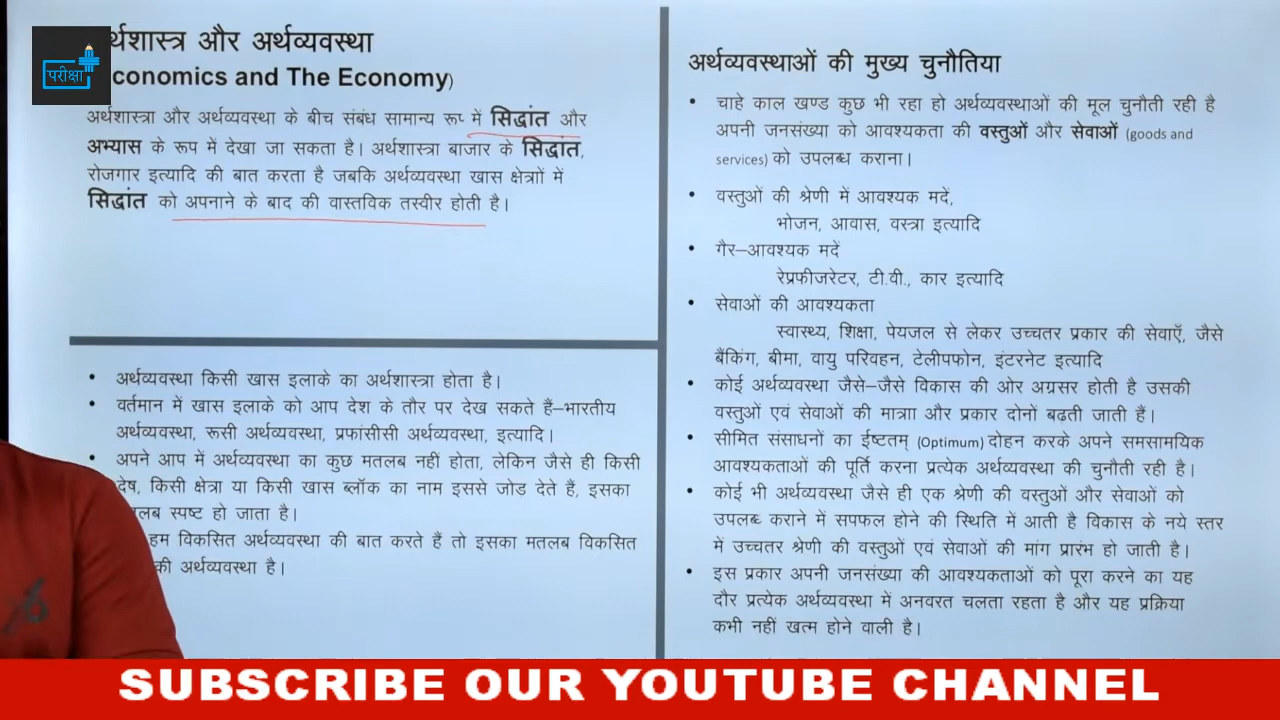 परीक्षा
र्थशास्त्र और अर्थव्यवस्था
conomics and The Economy)
अर्थशास्त्रा और अर्थव्यवस्था के बीच संबंध सामान्य रूप में सिद्धांत और
अभ्यास के रूप में देखा जा सकता है। अर्थशास्त्रा बाजार के सिद्धांत,
रोजगार इत्यादि की बात करता है जबकि अर्थव्यवस्था खास क्षेत्राों में
सिद्धांत को अपनाने के बाद की वास्तविक तस्वीर होती है।
• अर्थव्यवस्था किसी खास इलाके का अर्थशास्त्रा होता है।
• वर्तमान में खास इलाके को आप देश के तौर पर देख सकते हैं–भारतीय
अर्थव्यवस्था, रूसी अर्थव्यवस्था, प्रफांसीसी अर्थव्यवस्था, इत्यादि।
• अपने आप में अर्थव्यवस्था का कुछ मतलब नहीं होता, लेकिन जैसे ही किसी
देष, किसी क्षेत्रा या किसी खास ब्लॉक का नाम इससे जोड देते हैं, इसका
लब स्पष्ट हो जाता है।
हम विकसित अर्थव्यवस्था की बात करते हैं तो इसका मतलब विकसित
की अर्थव्यवस्था है।
अर्थव्यवस्थाओं की मुख्य चुनौतिया
• चाहे काल खण्ड कुछ भी रहा हो अर्थव्यवस्थाओं की मूल चुनौती रही है
अपनी जनसंख्या को आवश्यकता की वस्तुओं और सेवाओं (goods and
services) को उपलब्ध कराना।
• वस्तुओं की श्रेणी में आवश्यक मदें,
भोजन, आवास, वस्त्रा इत्यादि
• गैर–आवश्यक मदें
रेप्रफीजरेटर, टी.वी., कार इत्यादि
• सेवाओं की आवश्यकता
स्वास्थ्य, शिक्षा, पेयजल से लेकर उच्चतर प्रकार की सेवाएँ, जैसे
बैंकिंग, बीमा, वायु परिवहन, टेलीपफोन, इंटरनेट इत्यादि
• कोई अर्थव्यवस्था जैसे–जैसे विकास की ओर अग्रसर होती है उसकी
वस्तुओं एवं सेवाओं की मात्राा और प्रकार दोनों बढती जाती हैं।
• सीमित संसाधनों का ईष्टतम् (Optimum) दोहन करके अपने समसामयिक
आवश्यकताओं की पूर्ति करना प्रत्येक अर्थव्यवस्था की चुनौती रही है।
• कोई भी अर्थव्यवस्था जैसे ही एक श्रेणी की वस्तुओं और सेवाओं को
उपलब्ध कराने में सपफल होने की स्थिति में आती है विकास के नये स्तर
में उच्चतर श्रेणी की वस्तुओं एवं सेवाओं की मांग प्रारंभ हो जाती है।
• इस प्रकार अपनी जनसंख्या की आवश्यकताओं को पूरा करने का यह
दौर प्रत्येक अर्थव्यवस्था में अनवरत चलता रहता है और यह प्रक्रिया
कभी नहीं खत्म होने वाली है।
SUBSCRIBE OUR YOUTUBE CHANNEL